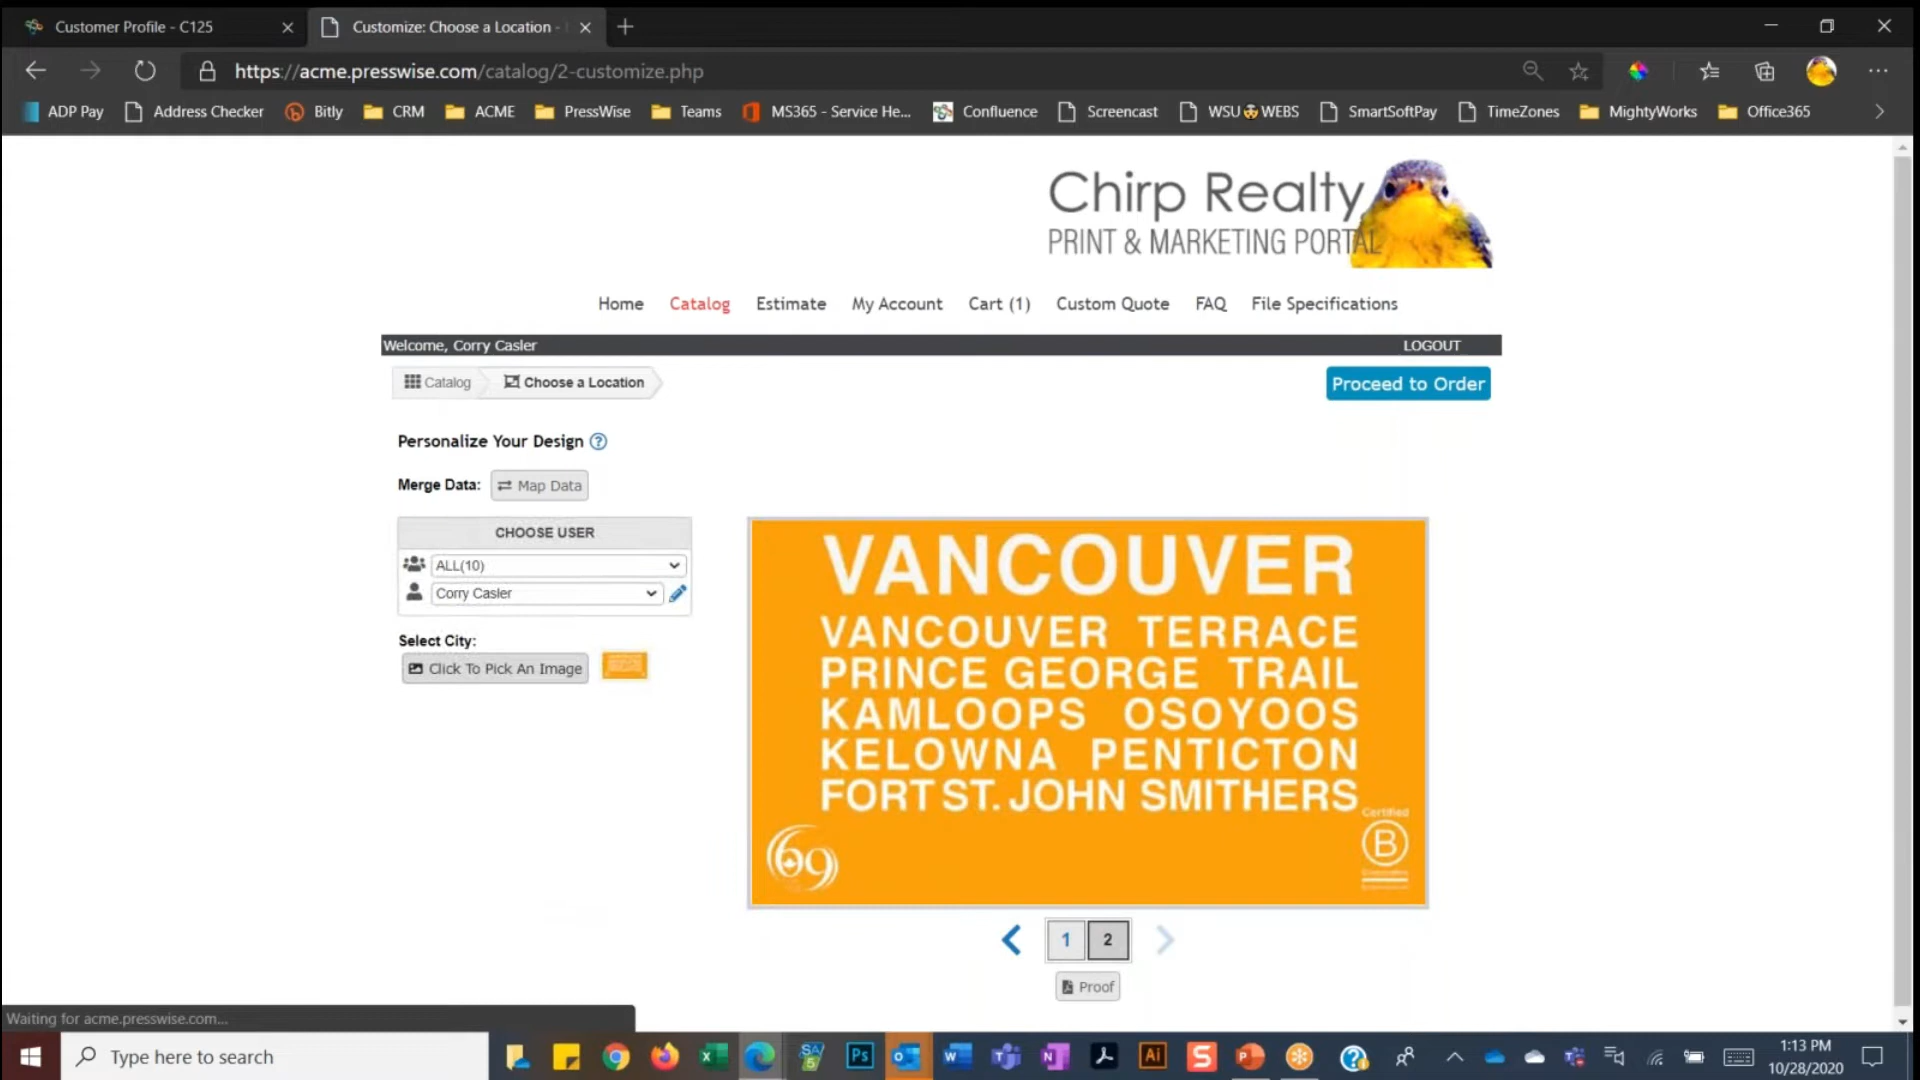 Customer Profile - C125
Customize: Choose a Location -
https://acme.presswise.com/catalog/2-customize.php
ADP Pay Address Checker Bitly CRM ACME PressWise Teams MS365 - Service He... Confluence Screencast WSU WEBS SmartSoftPay TimeZones MightyWorks Office365
Chirp Realty
PRINT & MARKETING PORTAL
Home Catalog Estimate My Account Cart (1) Custom Quote FAQ File Specifications
Welcome, Corry Casler LOGOUT
Catalog Choose a Location Proceed to Order
Personalize Your Design ?
Merge Data: Map Data
CHOOSE USER
ALL(10)
Corry Casler
Select City:
Click To Pick An Image
VANCOUVER
VANCOUVER TERRACE
PRINCE GEORGE TRAIL
KAMLOOPS OSOYOOS
KELOWNA PENTICTON
FORT ST. JOHN SMITHERS
Certified
B
69
1 2
Proof
Waiting for acme.presswise.com...
Type here to search
1:13 PM
10/28/2020